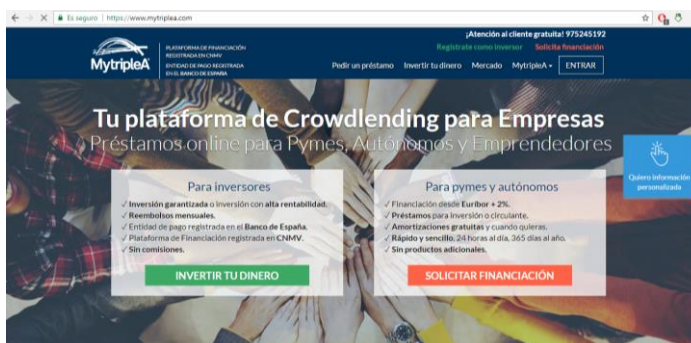 Es seguro | https://www.mytriplea.com
¡Atención al cliente gratuita! 975245192
Regístrate como inversor Solicita financiación
MytripleA
PLATAFORMA DE FINANCIACIÓN
REGISTRADA EN CNMV
ENTIDAD DE PAGO REGISTRADA
EN EL BANCO DE ESPAÑA
Pedir un préstamo Invertir tu dinero Mercado MytripleA ENTRAR
Tu plataforma de Crowdlending para Empresas
Préstamos online para Pymes, Autónomos y Emprendedores
Quiero información
personalizada
Para inversores
✓ Inversión garantizada o inversión con alta rentabilidad.
✓ Reembolsos mensuales.
✓ Entidad de pago registrada en el Banco de España.
✓ Plataforma de Financiación registrada en CNMV.
✓ Sin comisiones.
INVERTIR TU DINERO
Para pymes y autónomos
✓ Financiación desde Euribor + 2%.
✓ Préstamos para inversión o circulante.
✓ Amortizaciones gratuitas y cuando quieras.
✓ Rápido y sencillo, 24 horas al día, 365 días al año.
✓ Sin productos adicionales.
SOLICITAR FINANCIACIÓN